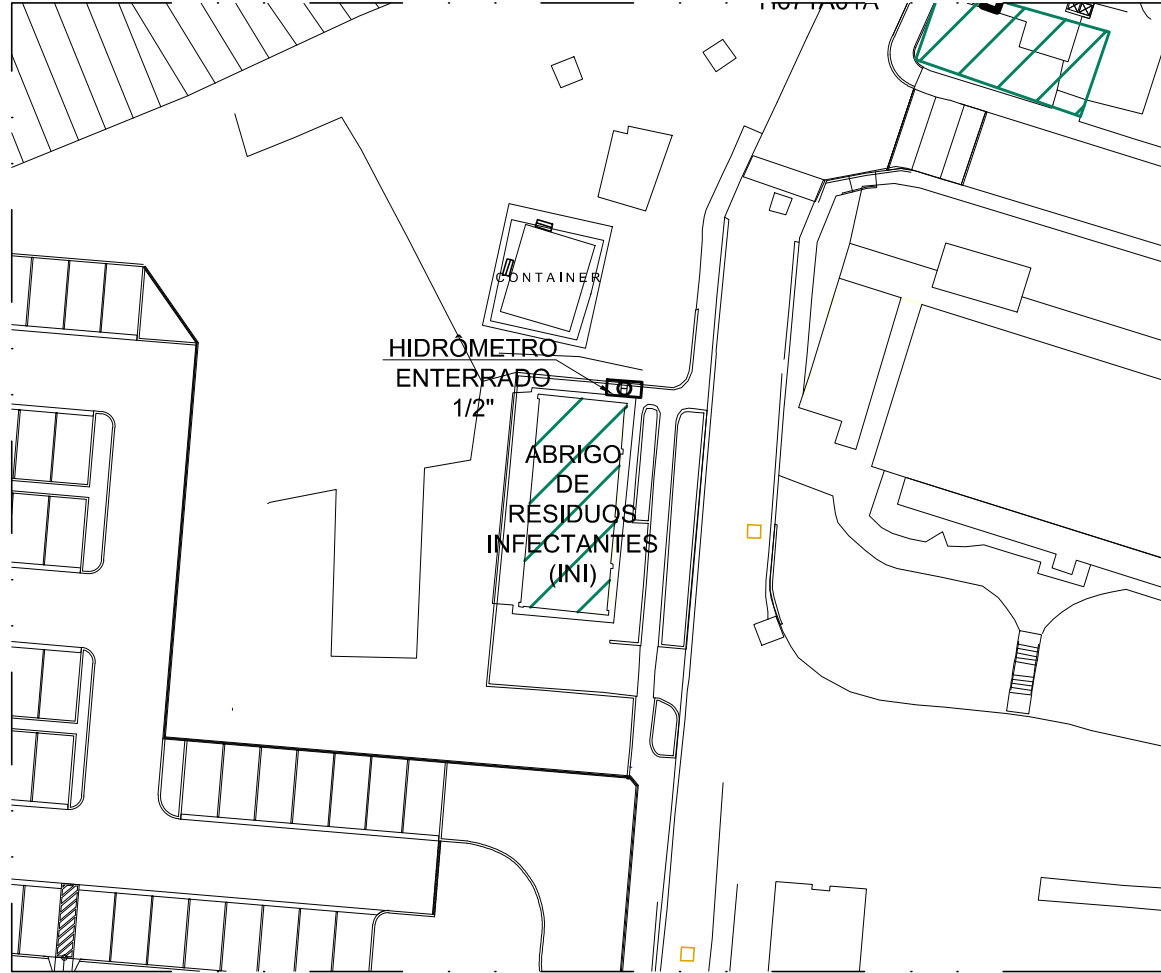 CONTAINER
HIDRÔMETRO
ENTERRADO
1/2"
ABRIGO
DE
RESIDUOS
INFECTANTES
(INI)